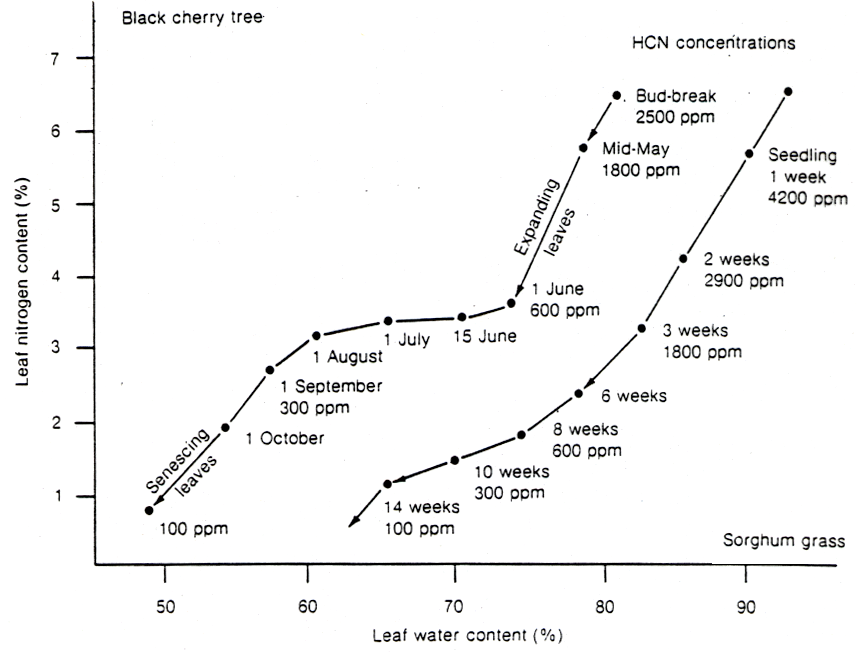 Black cherry tree
HCN concentrations
7
6
5
4
3
2
1
Leaf nitrogen content (%)
Bud-break
2500 ppm
Mid-May
1800 ppm
Expanding
leaves
1 June
600 ppm
15 June
1 July
1 August
1 September
300 ppm
1 October
Senescing
leaves
100 ppm
Seedling
1 week
4200 ppm
2 weeks
2900 ppm
3 weeks
1800 ppm
6 weeks
8 weeks
600 ppm
10 weeks
300 ppm
14 weeks
100 ppm
Sorghum grass
50 60 70 80 90
Leaf water content (%)